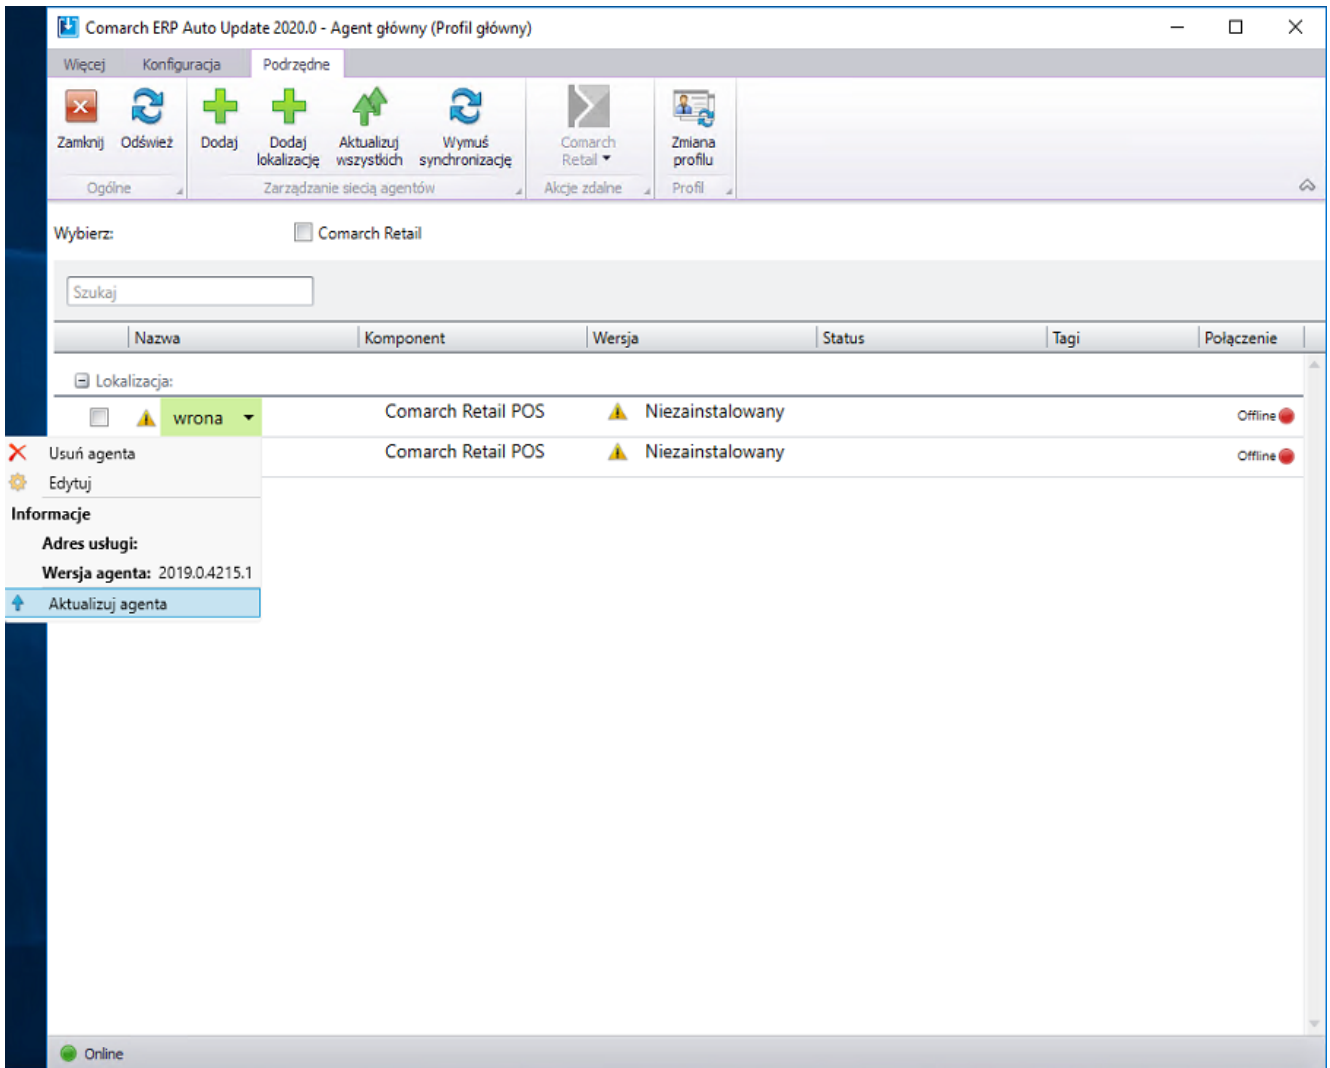 Comarch ERP Auto Update 2020.0 - Agent główny (Profil główny)
Więcej Konfiguracja Podrzędne
Zamknij Odśwież Dodaj Dodaj lokalizację Aktualizuj wszystkich Wymuś synchronizację Comarch Retail Zmiana profilu
Ogólne Zarządzanie siecią agentów Akcje zdalne Profil
Wybierz: Comarch Retail
Szukaj
Nazwa Komponent Wersja Status Tagi Połączenie
Lokalizacja:
wrona Comarch Retail POS Niezainstalowany Offline
Comarch Retail POS Niezainstalowany Offline
Usuń agenta
Edytuj
Informacje
Adres usługi:
Wersja agenta: 2019.0.4215.1
Aktualizuj agenta
Online